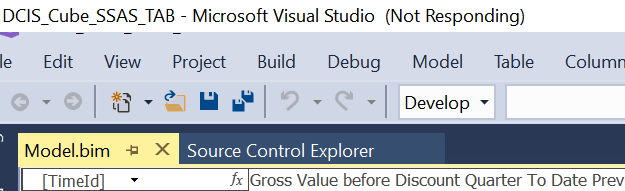 DCIS_Cube_SSAS_TAB - Microsoft Visual Studio (Not Responding)
Edit View Project Build Debug Model Table Column
Develop
Model.bim Source Control Explorer
[TimeId] fx Gross Value before Discount Quarter To Date Prev